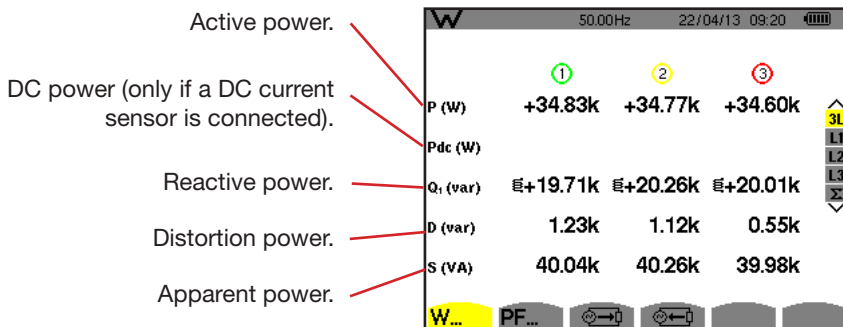 W 50.00Hz 22/04/13 09:20
Active power.
1 2 3
DC power (only if a DC current
sensor is connected).
P (W) +34.83k +34.77k +34.60k
3L
L1
L2
L3
Σ
Pdc (W)
Reactive power.
Q₁ (var) +19.71k +20.26k +20.01k
Distortion power.
D (var) 1.23k 1.12k 0.55k
Apparent power.
S (VA) 40.04k 40.26k 39.98k
W... PF...